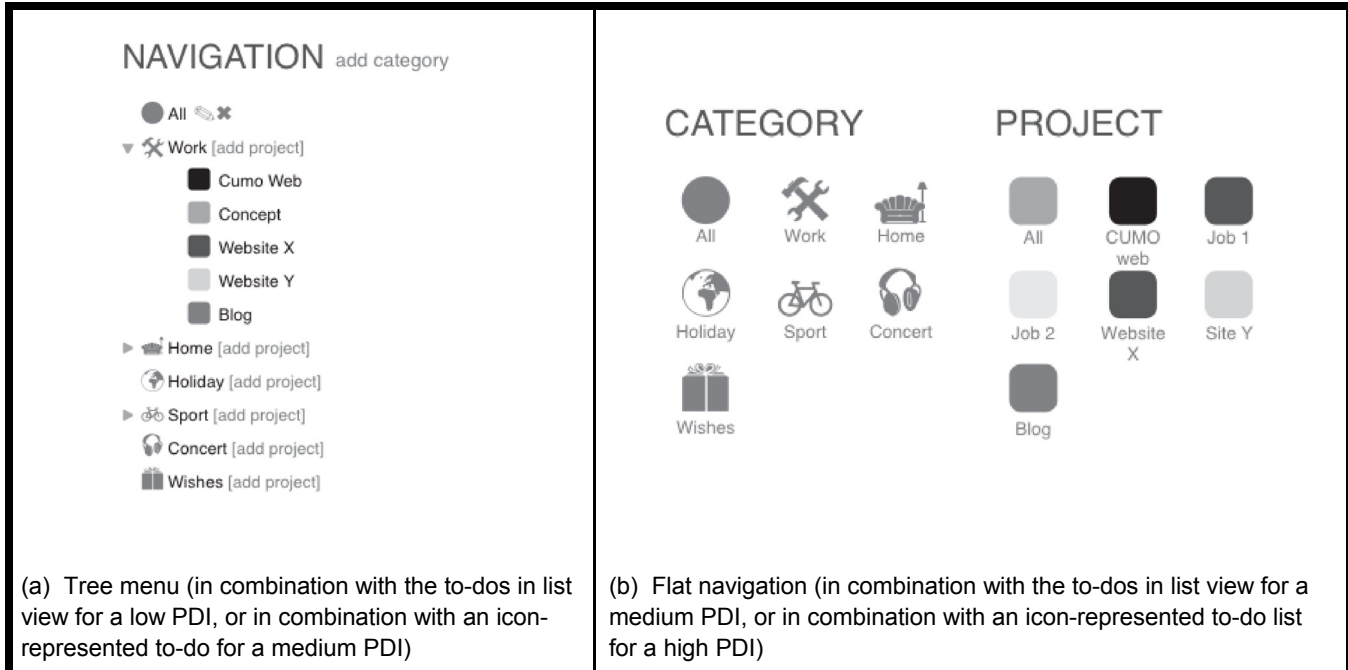 NAVIGATION add category
All
Work [add project]
Cumo Web
Concept
Website X
Website Y
Blog
Home [add project]
Holiday [add project]
Sport [add project]
Concert [add project]
Wishes [add project]
(a) Tree menu (in combination with the to-dos in list
view for a low PDI, or in combination with an icon-
represented to-do for a medium PDI)
CATEGORY
All Work Home
Holiday Sport Concert
Wishes
PROJECT
All CUMO Job 1
web
Job 2 Website Site Y
X
Blog
(b) Flat navigation (in combination with the to-dos in list view for a
medium PDI, or in combination with an icon-represented to-do list
for a high PDI)